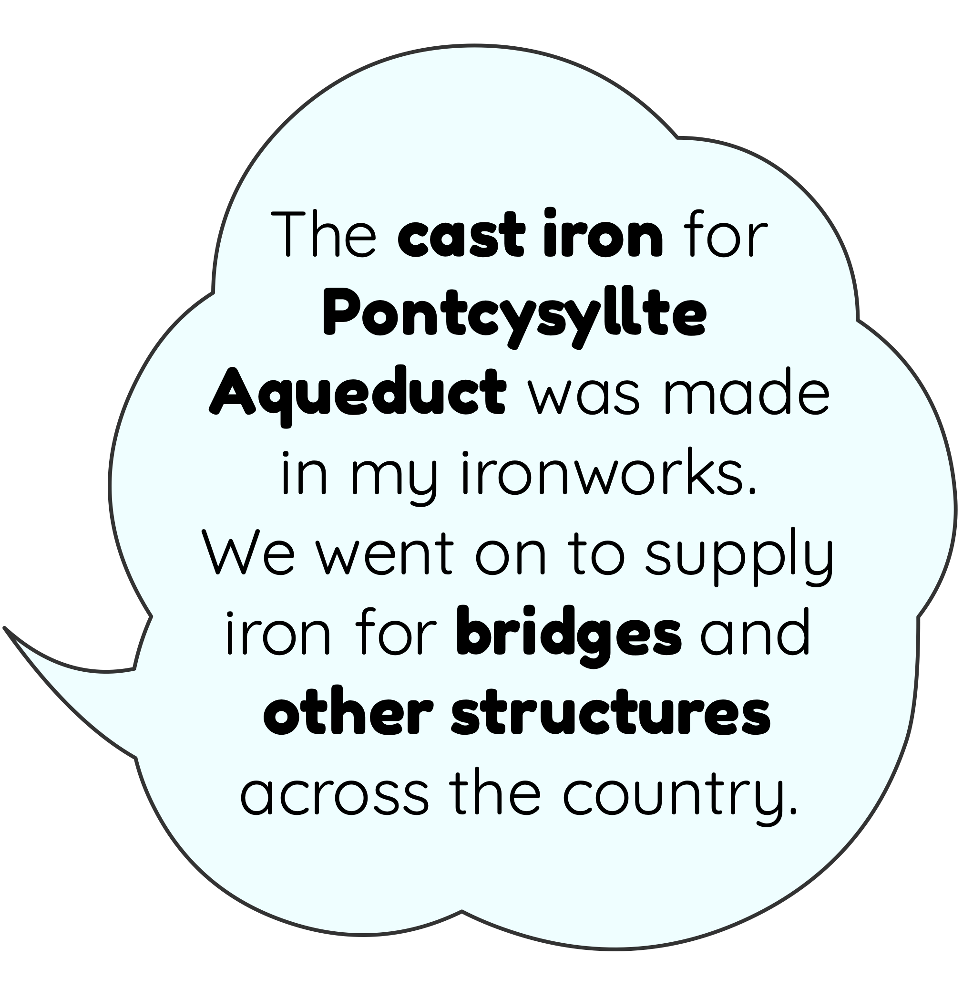 The cast iron for
Pontcysyllte
Aqueduct was made
in my ironworks.
We went on to supply
iron for bridges and
other structures
across the country.